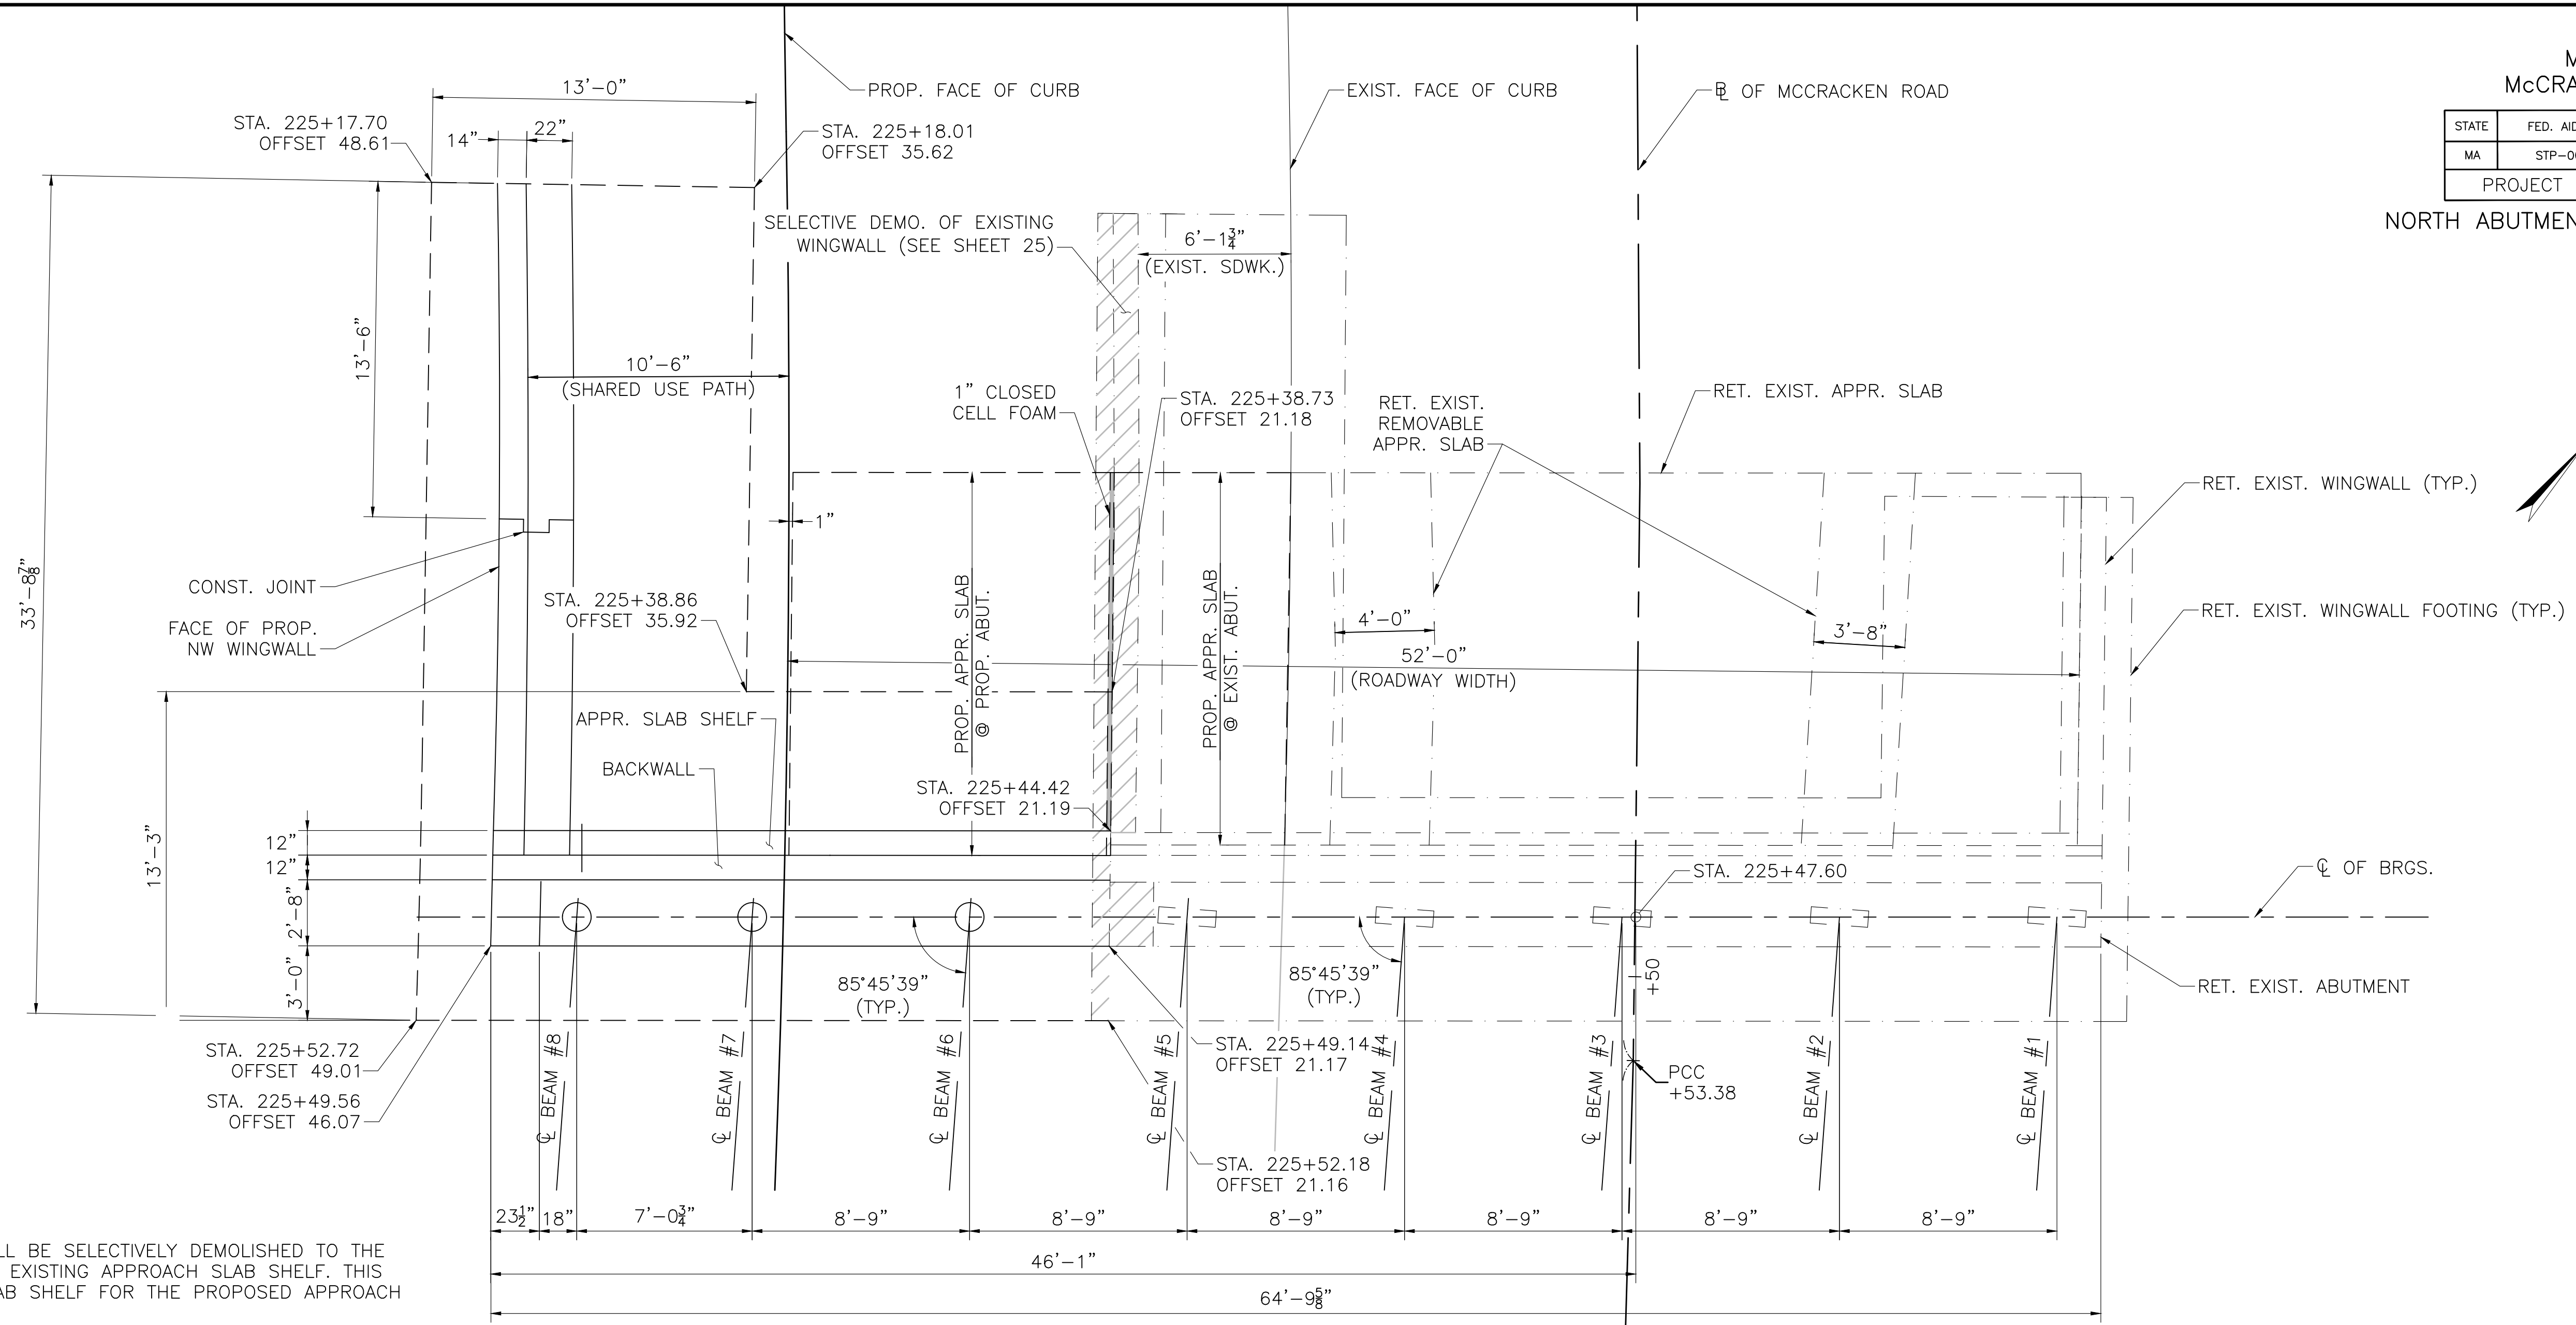 13'-0"
PROP. FACE OF CURB
EXIST. FACE OF CURB
℄ OF MCCRACKEN ROAD
McCRA
STATE
FED. AID
MA
STP-0
PROJECT
NORTH ABUTMEN
STA. 225+17.70
OFFSET 48.61
14"
22"
STA. 225+18.01
OFFSET 35.62
SELECTIVE DEMO. OF EXISTING
WINGWALL (SEE SHEET 25)
6'-1¾"
(EXIST. SDWK.)
13'-6"
10'-6"
(SHARED USE PATH)
1" CLOSED
CELL FOAM
STA. 225+38.73
OFFSET 21.18
RET. EXIST.
REMOVABLE
APPR. SLAB
RET. EXIST. APPR. SLAB
RET. EXIST. WINGWALL (TYP.)
33'-8⅞"
1"
CONST. JOINT
FACE OF PROP.
NW WINGWALL
STA. 225+38.86
OFFSET 35.92
PROP. APPR. SLAB
@ PROP. ABUT.
PROP. APPR. SLAB
@ EXIST. ABUT.
4'-0"
3'-8"
52'-0"
(ROADWAY WIDTH)
RET. EXIST. WINGWALL FOOTING (TYP.)
APPR. SLAB SHELF
BACKWALL
STA. 225+44.42
OFFSET 21.19
13'-3"
12"
12"
2'-8"
3'-0"
STA. 225+47.60
℄ OF BRGS.
85°45'39"
(TYP.)
85°45'39"
(TYP.)
+50
RET. EXIST. ABUTMENT
STA. 225+52.72
OFFSET 49.01
STA. 225+49.56
OFFSET 46.07
℄ BEAM #8
℄ BEAM #7
℄ BEAM #6
℄ BEAM #5
℄ BEAM #4
℄ BEAM #3
℄ BEAM #2
℄ BEAM #1
STA. 225+49.14
OFFSET 21.17
PCC
+53.38
STA. 225+52.18
OFFSET 21.16
23½"
18"
7'-0¾"
8'-9"
8'-9"
8'-9"
8'-9"
8'-9"
8'-9"
46'-1"
64'-9⅝"
LL BE SELECTIVELY DEMOLISHED TO THE
EXISTING APPROACH SLAB SHELF. THIS
AB SHELF FOR THE PROPOSED APPROACH